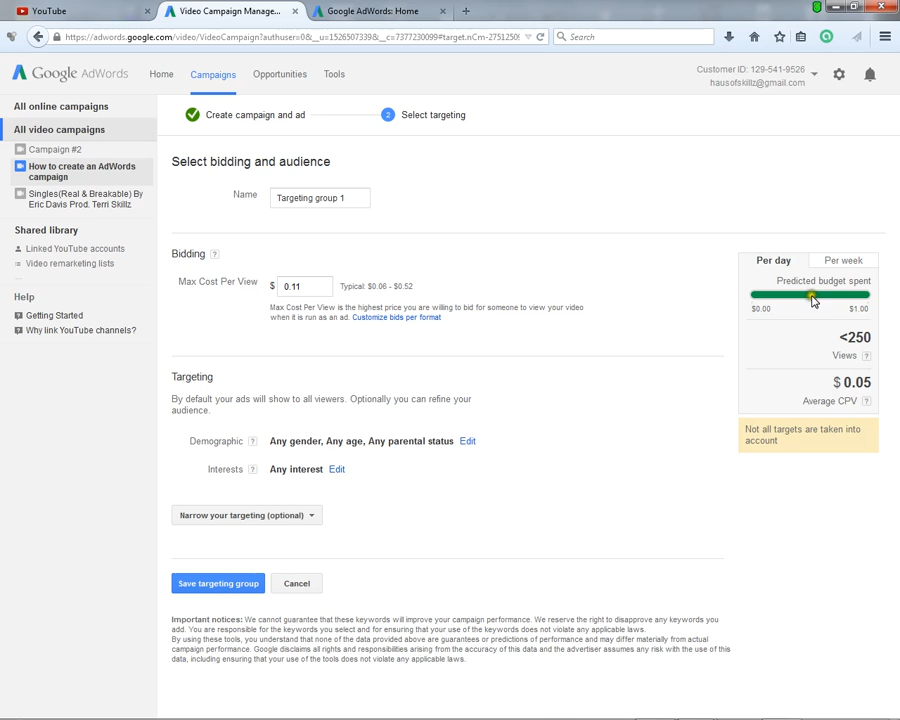 YouTube
Video Campaign Manage...
Google AdWords: Home
https://adwords.google.com/video/VideoCampaign?authuser=0&__u=1526507339&__c=7377230099#target.nCm-27512509
Search
Google AdWords
Home
Campaigns
Opportunities
Tools
Customer ID: 129-541-9526
hausofskillz@gmail.com
All online campaigns
All video campaigns
Campaign #2
How to create an AdWords
campaign
Singles(Real & Breakable) By
Eric Davis Prod. Terri Skillz
Shared library
Linked YouTube accounts
Video remarketing lists
Help
Getting Started
Why link YouTube channels?
Create campaign and ad
2
Select targeting
Select bidding and audience
Name
Targeting group 1
Bidding ?
Max Cost Per View
$ 0.11
Typical: $0.06 - $0.52
Max Cost Per View is the highest price you are willing to bid for someone to view your
video when it is run as an ad. Customize bids per format
Targeting
By default your ads will show to all viewers. Optionally you can refine your
audience.
Demographic ? Any gender, Any age, Any parental status Edit
Interests ? Any interest Edit
Narrow your targeting (optional)
Save targeting group
Cancel
Important notices: We cannot guarantee that these keywords will improve your campaign performance. We reserve the right to disapprove any keywords you
add. You are responsible for the keywords you select and for ensuring that your use of the keywords does not violate any applicable laws.
By using these tools, you understand that none of the data provided above are guarantees or predictions of performance and may differ materially from actual
campaign performance. Google disclaims all rights and responsibilities arising from the accuracy of this data and the advertiser assumes any risk with the use of this
data, including ensuring that your use of the tools does not violate any applicable laws.
Per day
Per week
Predicted budget spent
$0.00
$1.00
<250
Views ?
$ 0.05
Average CPV ?
Not all targets are taken into
account